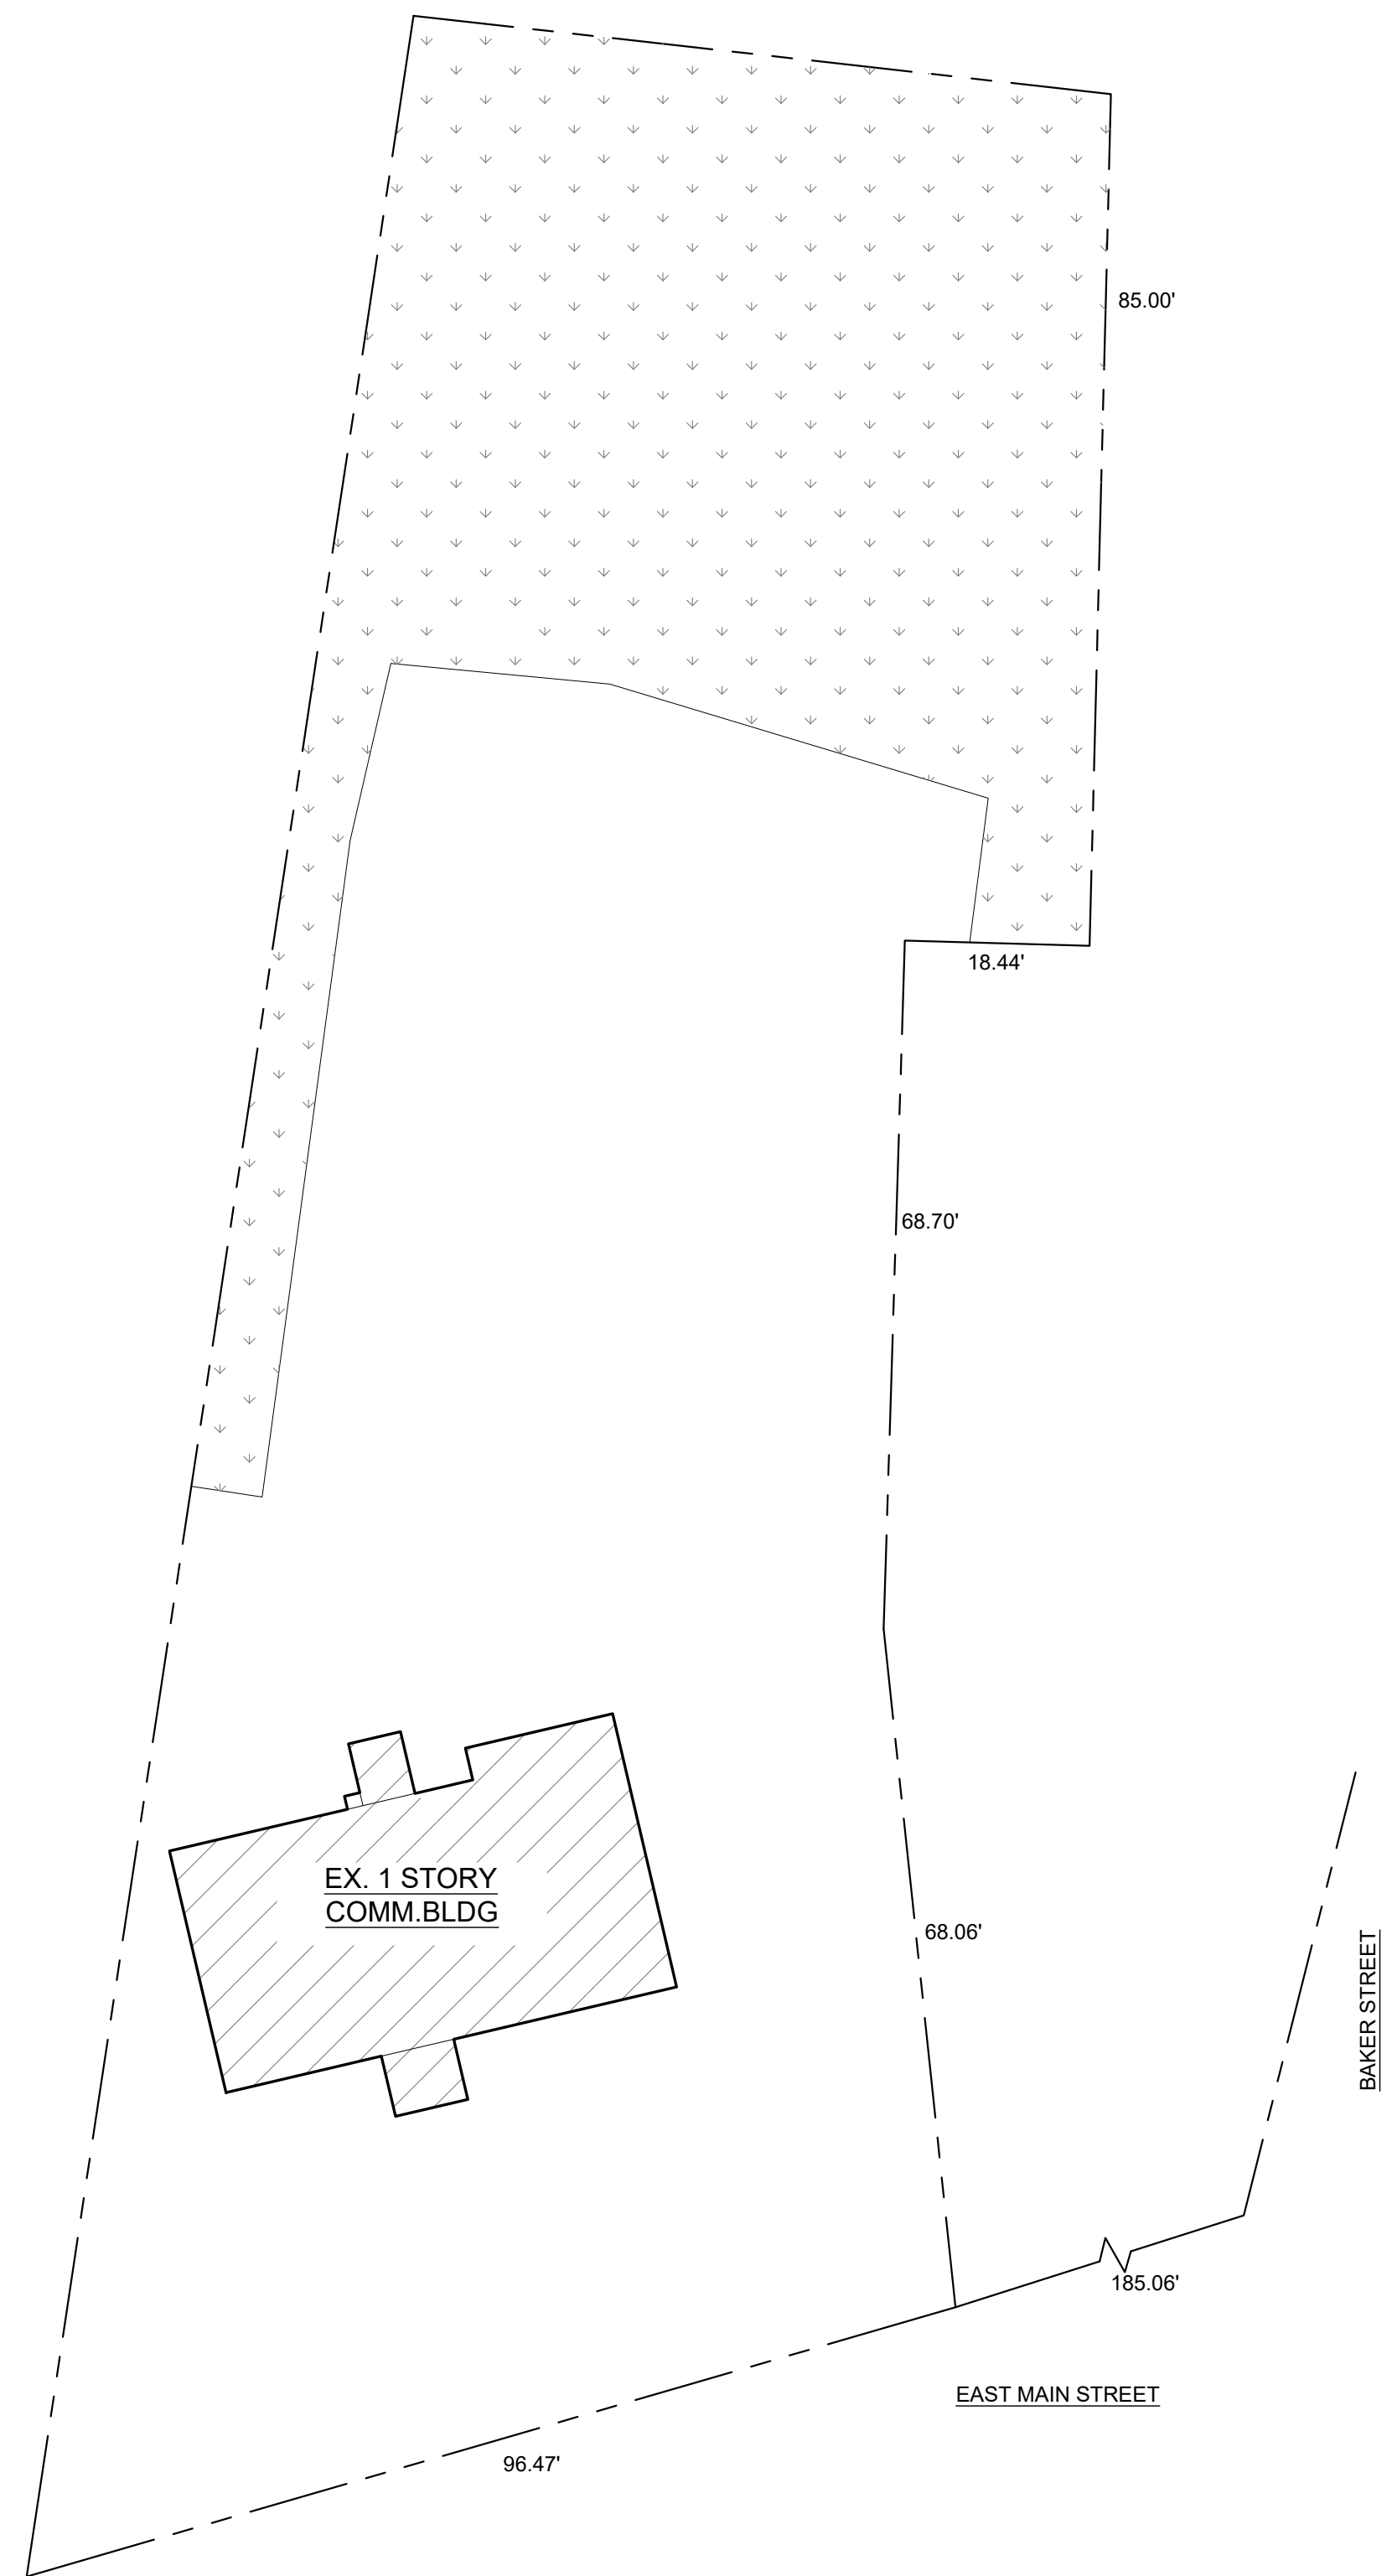 85.00'
18.44'
68.70'
EX. 1 STORY
COMM.BLDG
68.06'
BAKER STREET
185.06'
EAST MAIN STREET
96.47'